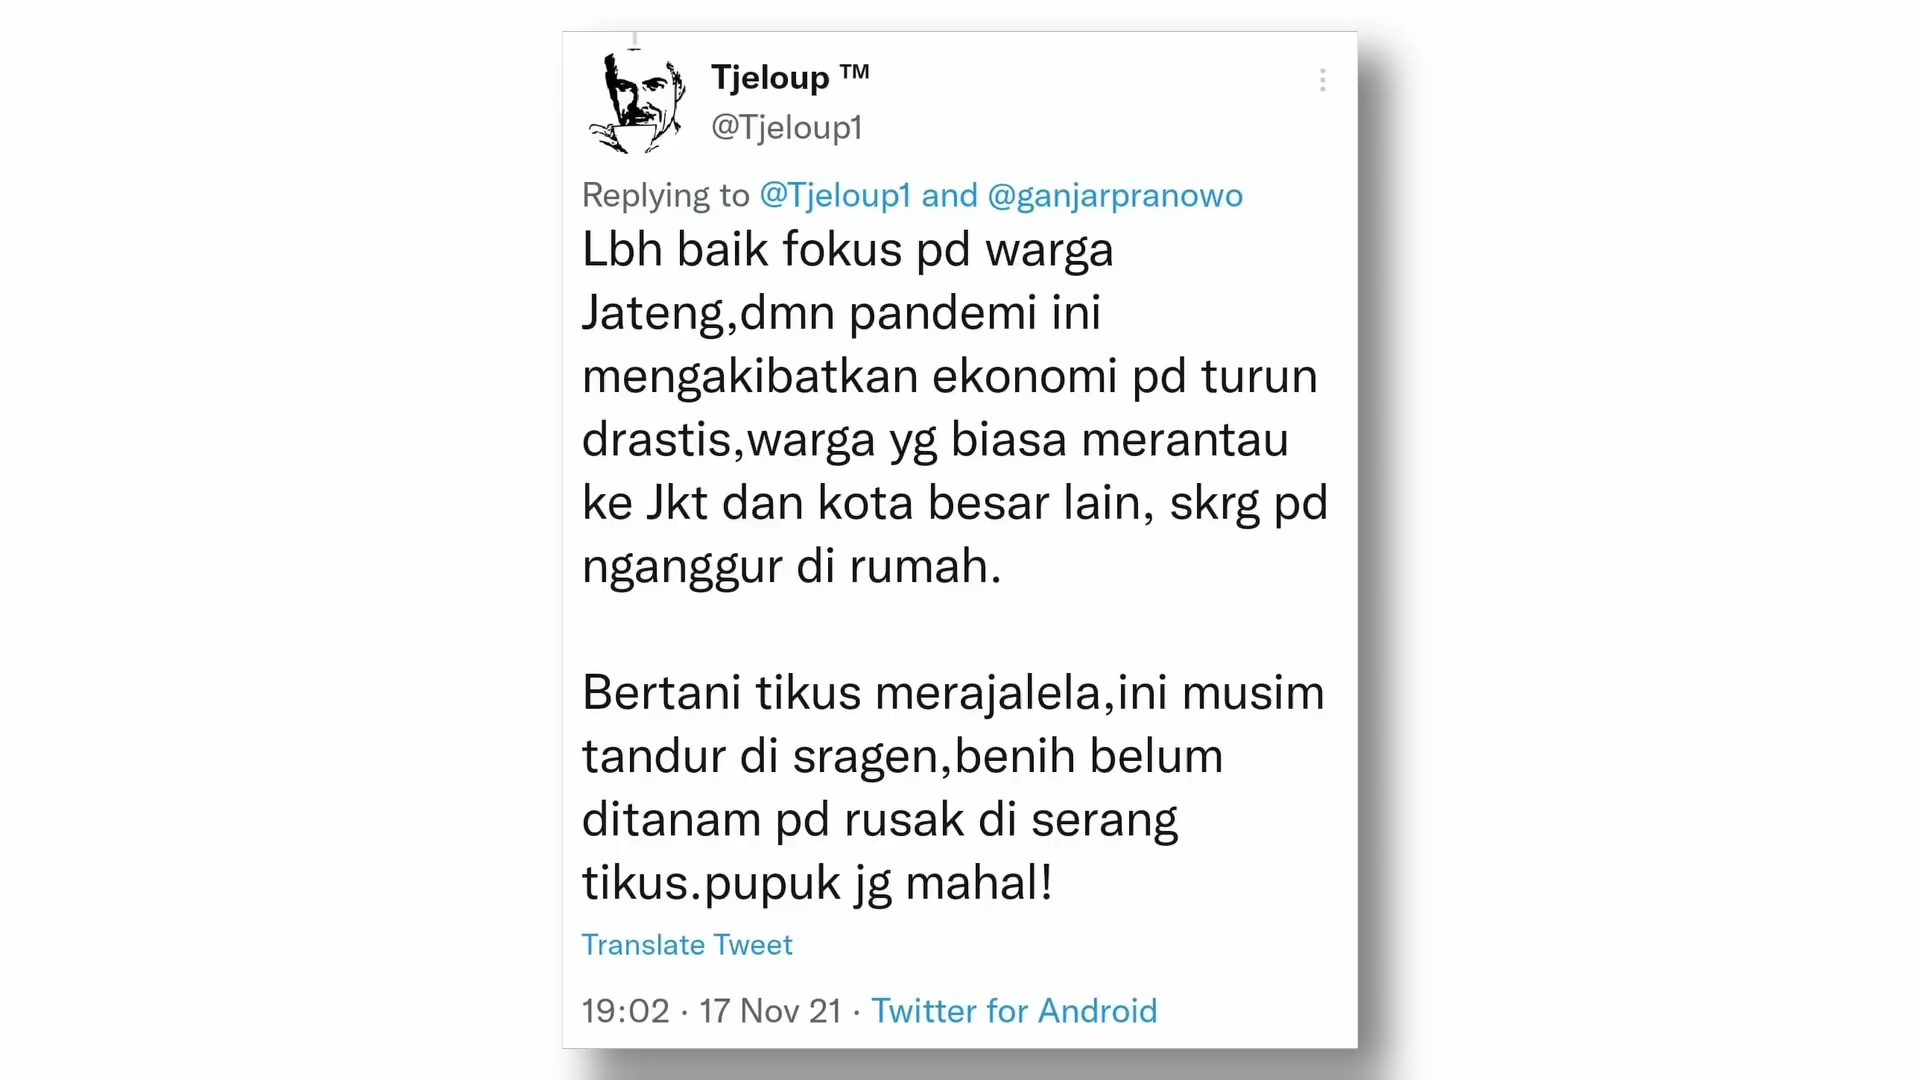 Tjeloup ™
@Tjeloup1
Replying to @Tjeloup1 and @ganjarpranowo
Lbh baik fokus pd warga
Jateng,dmn pandemi ini
mengakibatkan ekonomi pd turun
drastis,warga yg biasa merantau
ke Jkt dan kota besar lain, skrg pd
nganggur di rumah.
Bertani tikus merajalela,ini musim
tandur di sragen,benih belum
ditanam pd rusak di serang
tikus.pupuk jg mahal!
Translate Tweet
19:02 · 17 Nov 21 · Twitter for Android